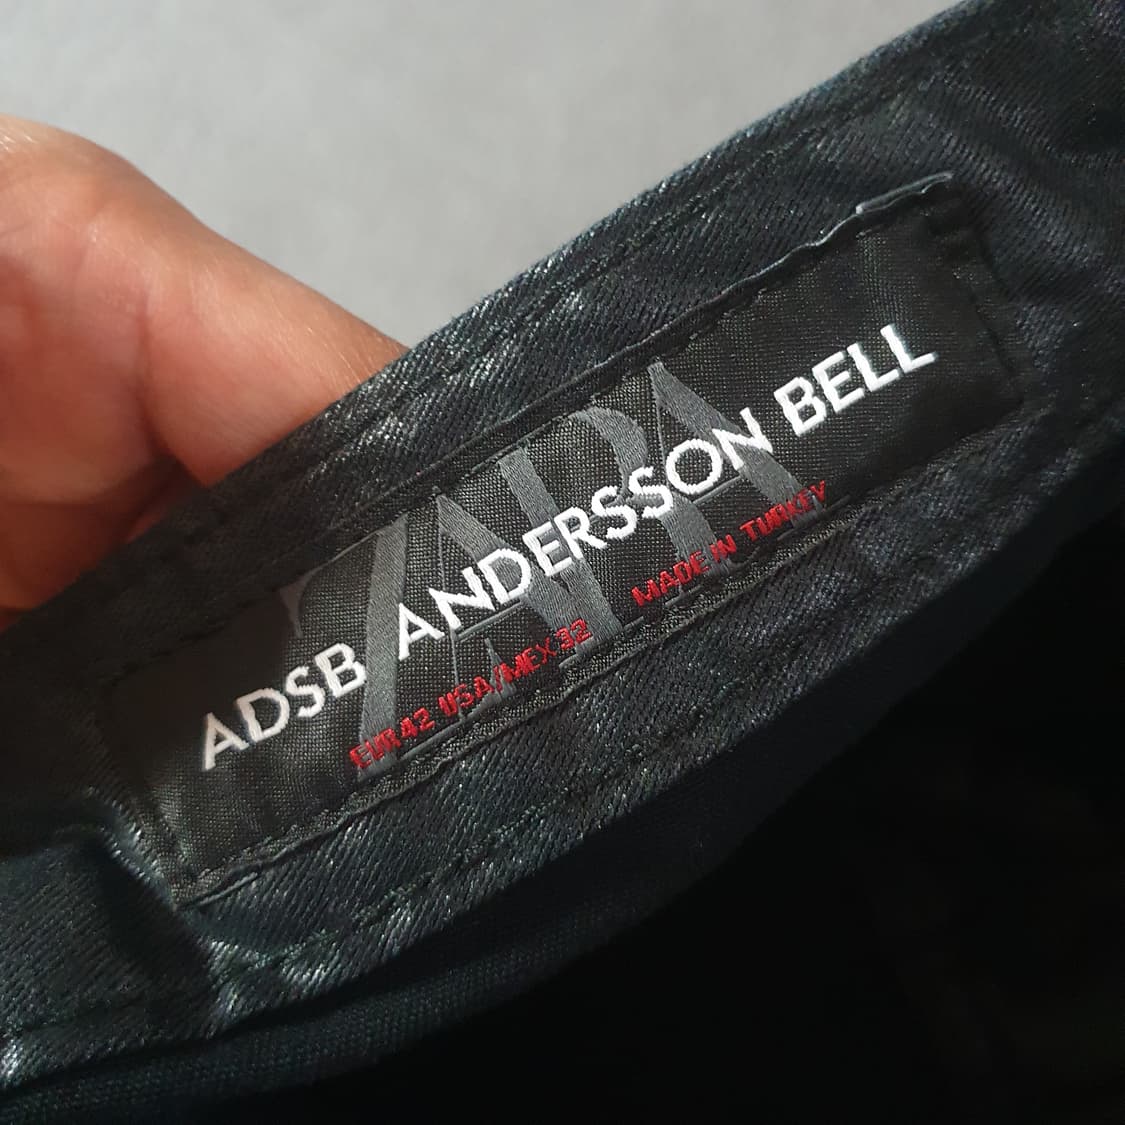 ZARA
ADSB ANDERSSON BELL
EUR 42 USA/MEX 32 MADE IN TURKEY